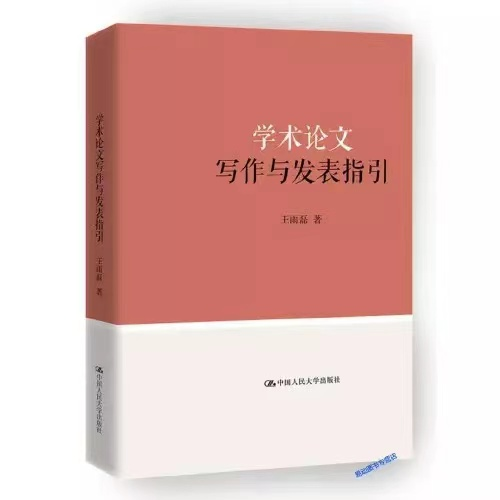 学术论文
写作与发表指引
王雨磊 著
中国人民大学出版社
学术论文写作与发表指引
王雨磊 著
中国人民大学出版社